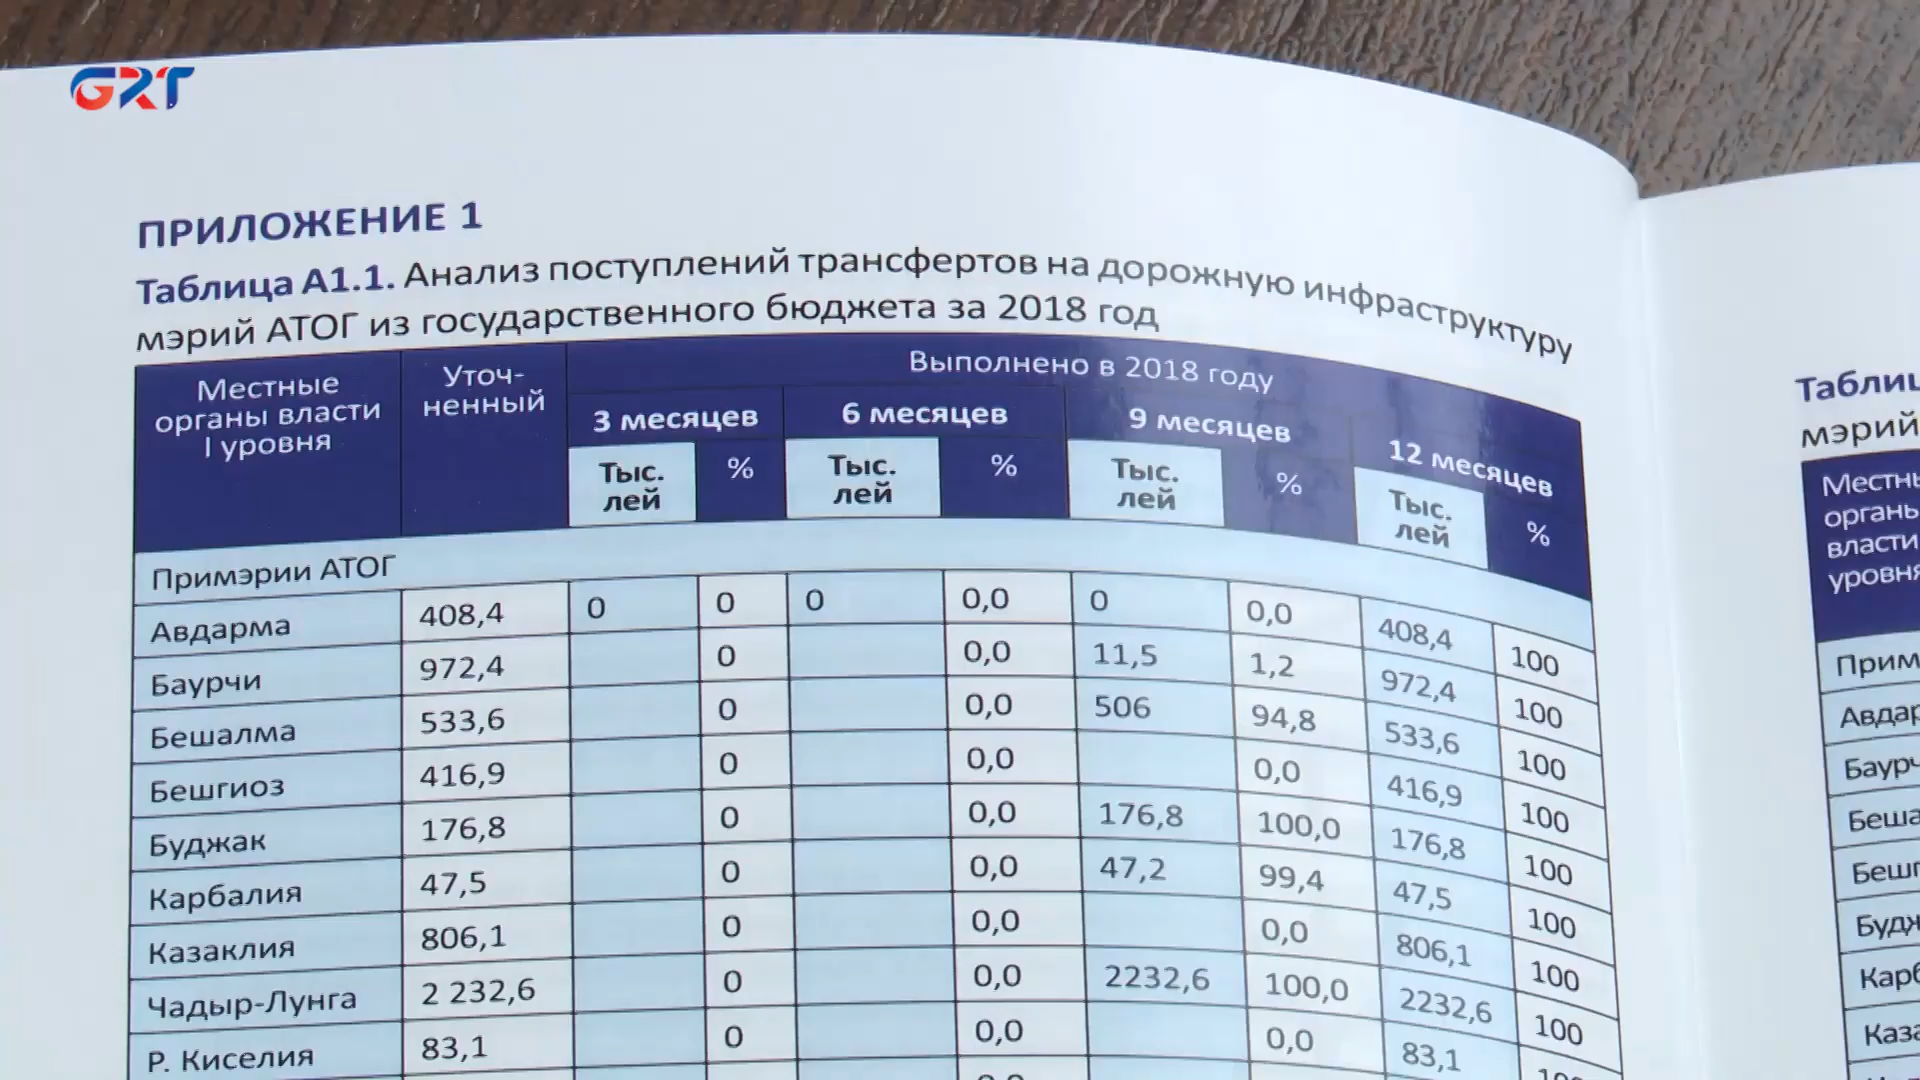 GRT
ПРИЛОЖЕНИЕ 1
Таблица А1.1. Анализ поступлений трансфертов на дорожную инфраструктуру
мэрий АТОГ из государственного бюджета за 2018 год
Местные органы власти I уровня Уточ-ненный Выполнено в 2018 году
3 месяцев 6 месяцев 9 месяцев 12 месяцев
Тыс. лей % Тыс. лей % Тыс. лей % Тыс. лей %
Примэрии АТОГ
Авдарма 408,4 0 0 0 0,0 0 0,0 408,4 100
Баурчи 972,4 0 0,0 11,5 1,2 972,4 100
Бешалма 533,6 0 0,0 506 94,8 533,6 100
Бешгиоз 416,9 0 0,0 0,0 416,9 100
Буджак 176,8 0 0,0 176,8 100,0 176,8 100
Карбалия 47,5 0 0,0 47,2 99,4 47,5 100
Казаклия 806,1 0 0,0 0,0 806,1 100
Чадыр-Лунга 2 232,6 0 0,0 2232,6 100,0 2232,6 100
Р. Киселия 83,1 0 0,0 0,0 83,1
Таблиц
мэрий
Местн
орган
власти
уровня
Прим
Авдар
Баурч
Беша
Бешг
Будж
Карб
Каза